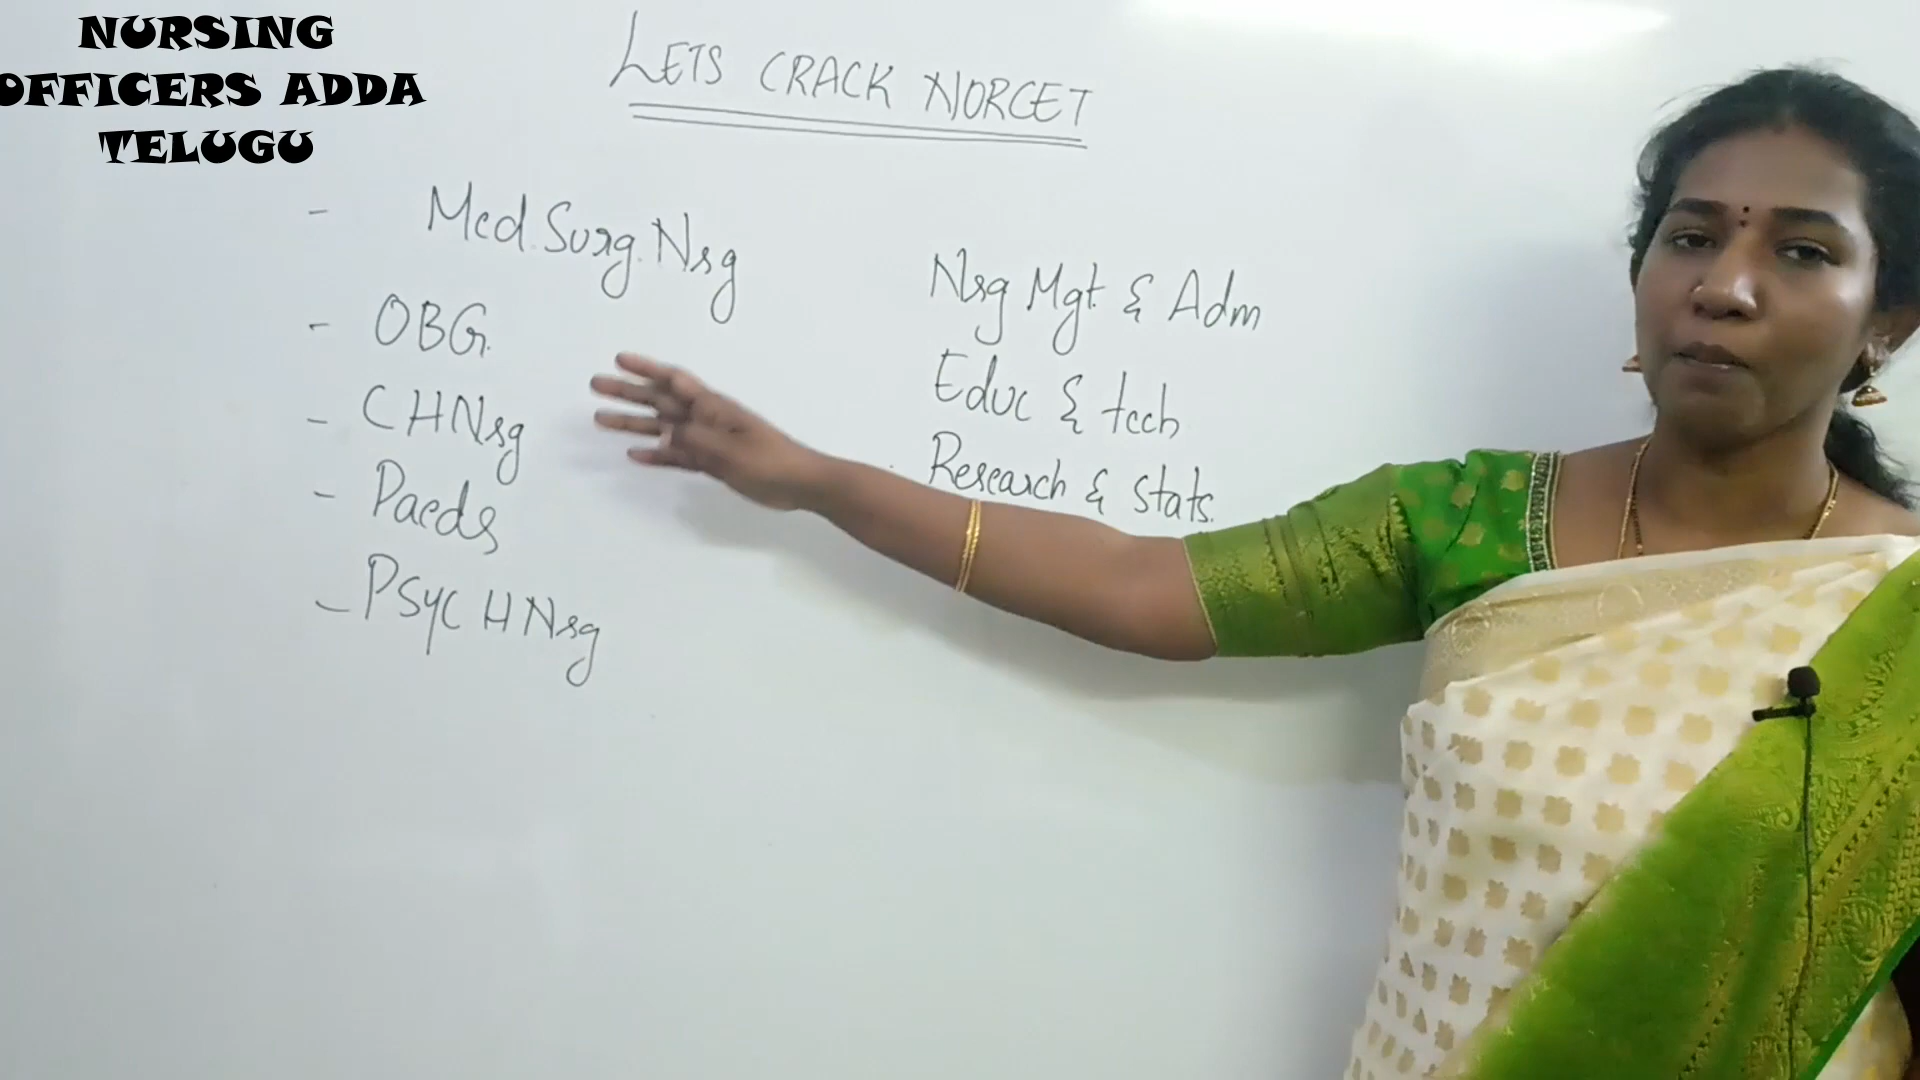 NURSING
OFFICERS ADDA
TELUGU
LETS CRACK NORCET
- Med.Surg.Nsg
- OBG.
- CHNsg
- Paeds
- PSYC H Nsg
Nsg Mgt & Adm
Educ & tech
Research & Stats.